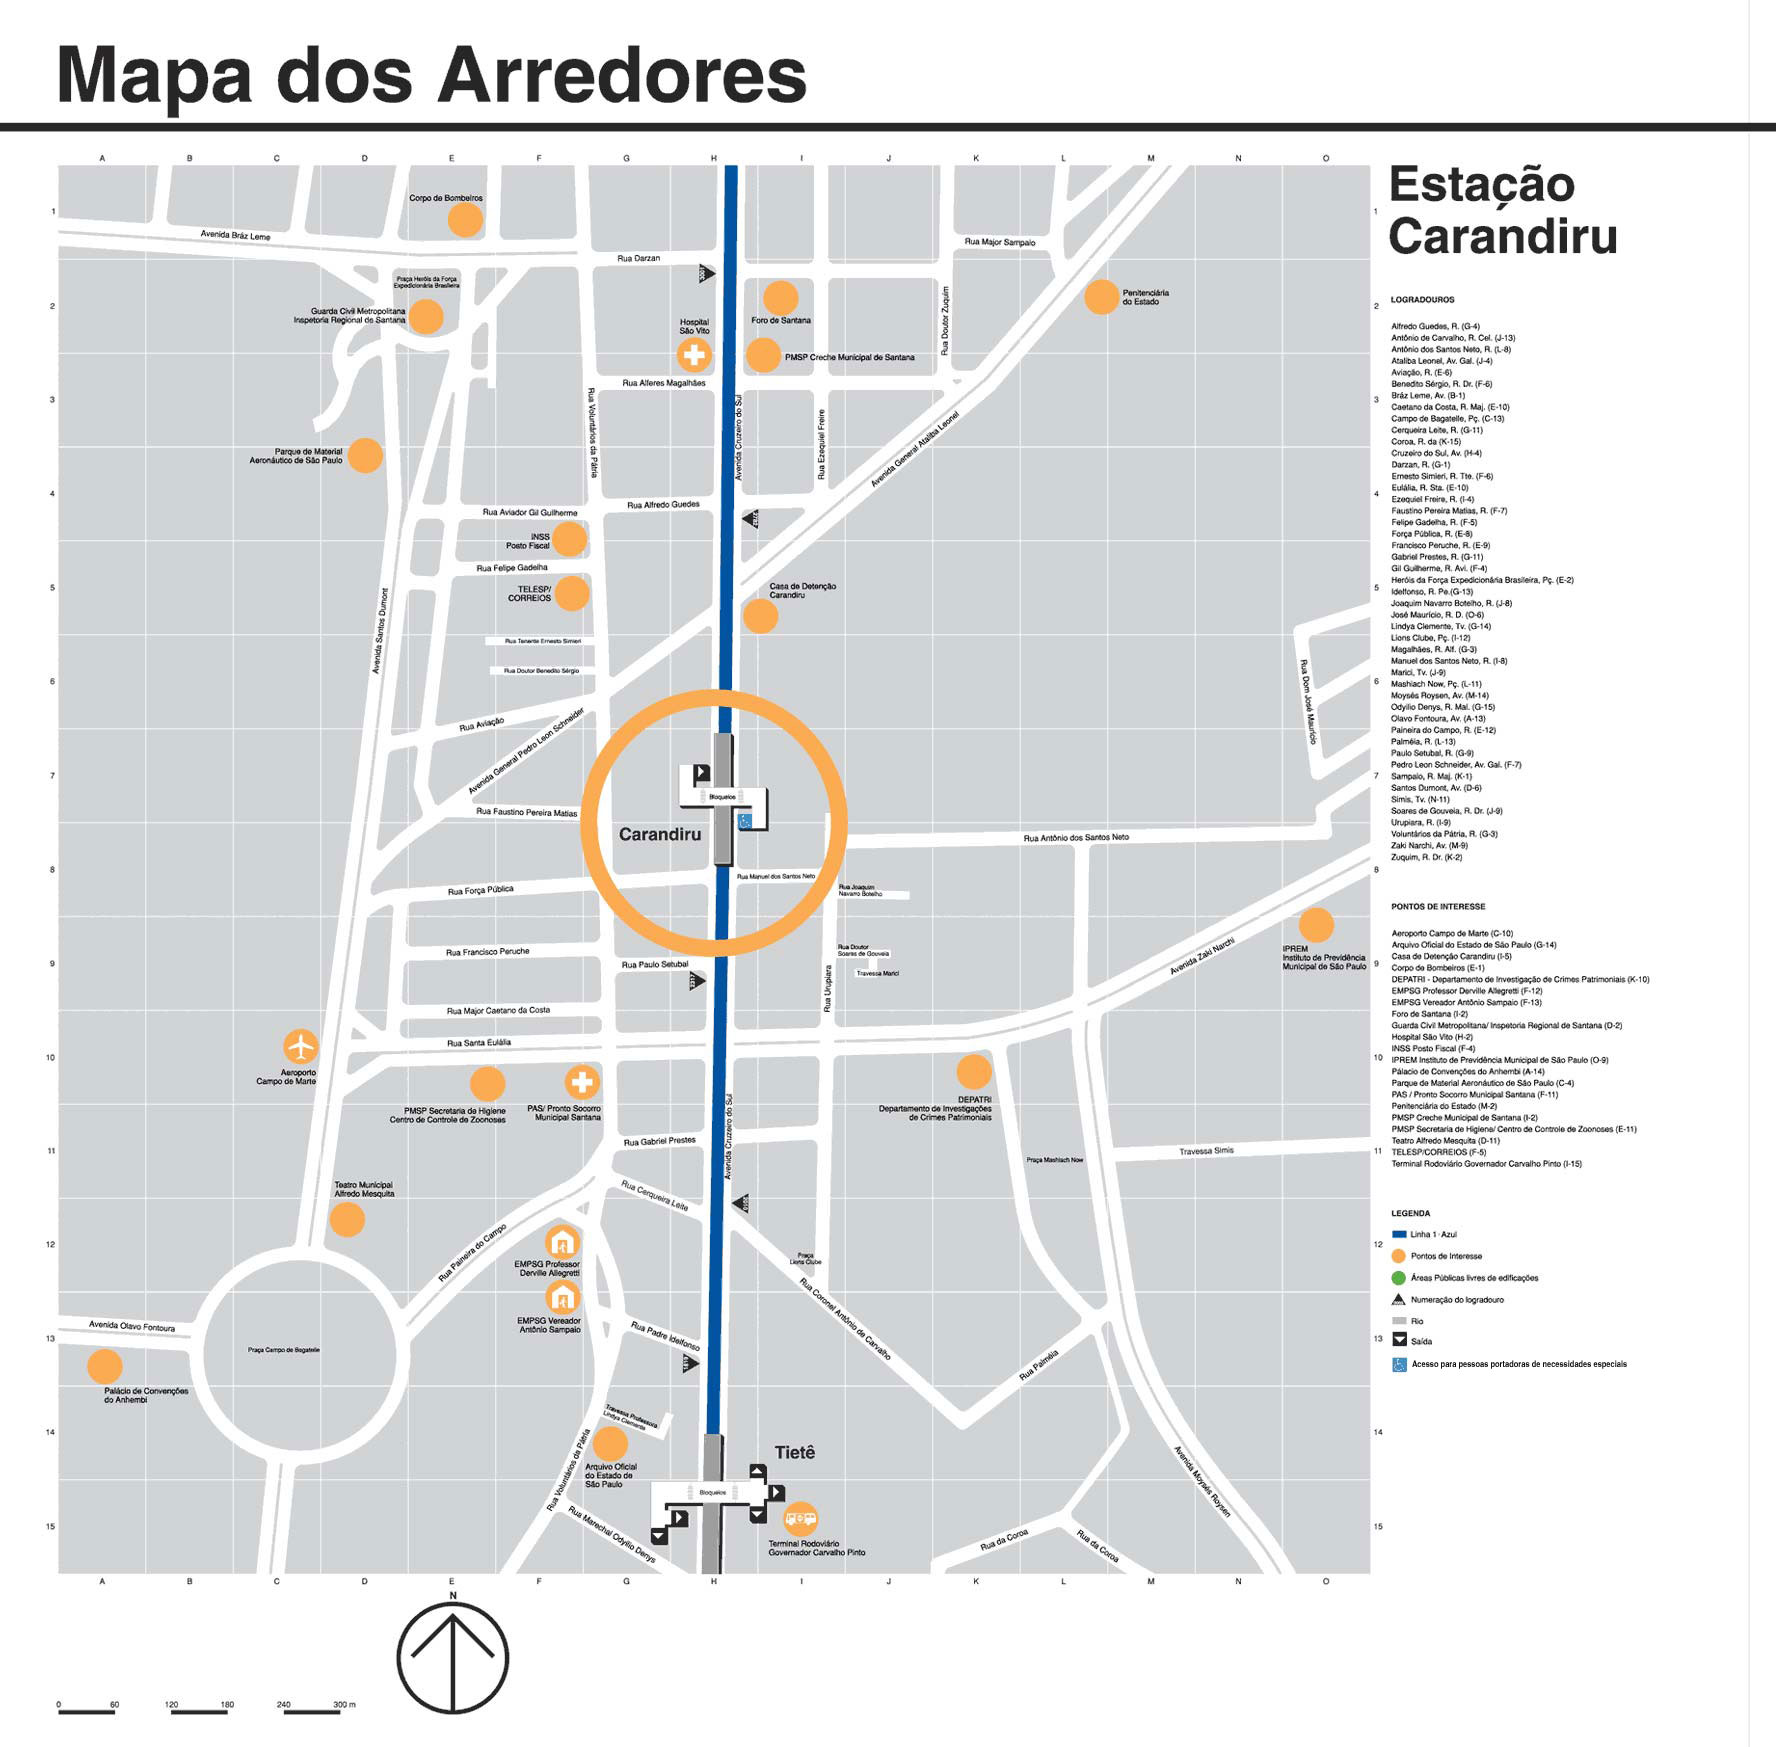 Mapa dos Arredores
A B C D E F G H I J K L M N O
Estação
Carandiru
1
2
3
4
5
6
7
8
9
10
11
12
13
14
15
Corpo de Bombeiros
Avenida Bráz Leme
Rua Darzan
Rua Major Sampaio
Praça Heróis da Força
Expedicionária Brasileira
Guarda Civil Metropolitana
Inspetoria Regional de Santana
Hospital
São Vito
Foro de Santana
PMSP Creche Municipal de Santana
Rua Doutor Zuquim
Penitenciária
do Estado
Rua Alferes Magalhães
Rua Voluntários da Pátria
Avenida Cruzeiro do Sul
Rua Ezequiel Freire
Avenida General Ataliba Leonel
Parque de Material
Aeronáutico de São Paulo
Rua Aviador Gil Guilherme
Rua Alfredo Guedes
INSS
Posto Fiscal
Rua Felipe Gadelha
TELESP/
CORREIOS
Casa de Detenção
Carandiru
Avenida Santos Dumont
Rua Tenente Ernesto Simieri
Rua Doutor Benedito Sérgio
Rua Dom José Maurício
Rua Aviação
Avenida General Pedro Leon Schneider
Rua Faustino Pereira Matias
Bloqueios
Carandiru
Rua Antônio dos Santos Neto
Rua Manuel dos Santos Neto
Rua Joaquim
Navarro Botelho
Rua Força Pública
Rua Francisco Peruche
Rua Paulo Setubal
Rua Doutor
Soares de Gouveia
Travessa Marici
Rua Urupiara
Avenida Zaki Narchi
IPREM
Instituto de Previdência
Municipal de São Paulo
Rua Major Caetano da Costa
Rua Santa Eulália
Aeroporto
Campo de Marte
PMSP Secretaria de Higiene
Centro de Controle de Zoonoses
PAS/ Pronto Socorro
Municipal Santana
DEPATRI
Departamento de Investigações
de Crimes Patrimoniais
Avenida Cruzeiro do Sul
Rua Gabriel Prestes
Praça Mashiach Now
Travessa Simis
Teatro Municipal
Alfredo Mesquita
Rua Cerqueira Leite
Rua Paineira do Campo
EMPSG Professor
Derville Allegretti
Praça
Lions Clube
Rua Coronel Antônio de Carvalho
EMPSG Vereador
Antônio Sampaio
Avenida Olavo Fontoura
Praça Campo de Bagatelle
Rua Padre Idelfonso
Rua Palméia
Palácio de Convenções
do Anhembi
Travessa Professora
Lindya Clemente
Arquivo Oficial
do Estado de
São Paulo
Rua Voluntários da Pátria
Tietê
Bloqueios
Avenida Moysés Roysen
Rua Marechal Odyllo Denys
Terminal Rodoviário
Governador Carvalho Pinto
Rua da Coroa
Rua da Coroa
1
2
3
4
5
6
7
8
9
10
11
12
13
14
15
A B C D E F G H I J K L M N O
N
0 60 120 180 240 300 m
LOGRADOUROS
Alfredo Guedes, R. (G-4)
Antônio de Carvalho, R. Cel. (J-13)
Antônio dos Santos Neto, R. (L-8)
Ataliba Leonel, Av. Gal. (J-4)
Aviação, R. (E-6)
Benedito Sérgio, R. Dr. (F-6)
Bráz Leme, Av. (B-1)
Caetano da Costa, R. Maj. (E-10)
Campo de Bagatelle, Pç. (C-13)
Cerqueira Leite, R. (G-11)
Coroa, R. da (K-15)
Cruzeiro do Sul, Av. (H-4)
Darzan, R. (G-1)
Ernesto Simieri, R. Tte. (F-6)
Eulália, R. Sta. (E-10)
Ezequiel Freire, R. (I-4)
Faustino Pereira Matias, R. (F-7)
Felipe Gadelha, R. (F-5)
Força Pública, R. (E-8)
Francisco Peruche, R. (E-9)
Gabriel Prestes, R. (G-11)
Gil Guilherme, R. Avi. (F-4)
Heróis da Força Expedicionária Brasileira, Pç. (E-2)
Idelfonso, R. Pe.(G-13)
Joaquim Navarro Botelho, R. (J-8)
José Maurício, R. D. (O-6)
Lindya Clemente, Tv. (G-14)
Lions Clube, Pç. (I-12)
Magalhães, R. Alf. (G-3)
Manuel dos Santos Neto, R. (I-8)
Marici, Tv. (J-9)
Mashiach Now, Pç. (L-11)
Moysés Roysen, Av. (M-14)
Odyllo Denys, R. Mal. (G-15)
Olavo Fontoura, Av. (A-13)
Paineira do Campo, R. (E-12)
Palméia, R. (L-13)
Paulo Setubal, R. (G-9)
Pedro Leon Schneider, Av. Gal. (F-7)
Sampaio, R. Maj. (K-1)
Santos Dumont, Av. (D-6)
Simis, Tv. (N-11)
Soares de Gouveia, R. Dr. (J-9)
Urupiara, R. (I-9)
Voluntários da Pátria, R. (G-3)
Zaki Narchi, Av. (M-9)
Zuquim, R. Dr. (K-2)
PONTOS DE INTERESSE
Aeroporto Campo de Marte (C-10)
Arquivo Oficial do Estado de São Paulo (G-14)
Casa de Detenção Carandiru (I-5)
Corpo de Bombeiros (E-1)
DEPATRI - Departamento de Investigação de Crimes Patrimoniais (K-10)
EMPSG Professor Derville Allegretti (F-12)
EMPSG Vereador Antônio Sampaio (F-13)
Foro de Santana (I-2)
Guarda Civil Metropolitana/ Inspetoria Regional de Santana (D-2)
Hospital São Vito (H-2)
INSS Posto Fiscal (F-4)
IPREM Instituto de Previdência Municipal de São Paulo (O-9)
Pálacio de Convenções do Anhembi (A-14)
Parque de Material Aeronáutico de São Paulo (C-4)
PAS / Pronto Socorro Municipal Santana (F-11)
Penitenciária do Estado (M-2)
PMSP Creche Municipal de Santana (I-2)
PMSP Secretaria de Higiene/ Centro de Controle de Zoonoses (E-11)
Teatro Alfredo Mesquita (D-11)
TELESP/CORREIOS (F-5)
Terminal Rodoviário Governador Carvalho Pinto (I-15)
LEGENDA
Linha 1-Azul
Pontos de Interesse
Áreas Públicas livres de edificações
Numeração do logradouro
Rio
Saída
Acesso para pessoas portadoras de necessidades especiais